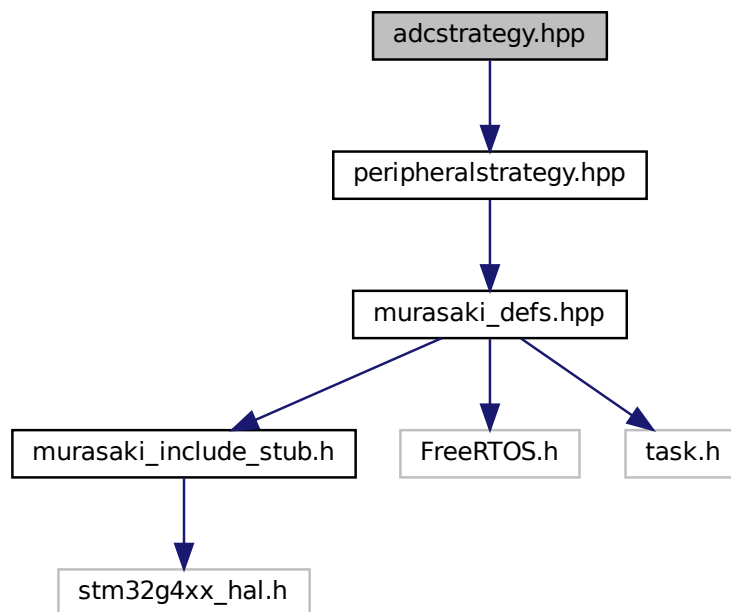 adcstrategy.hpp
peripheralstrategy.hpp
murasaki_defs.hpp
murasaki_include_stub.h
FreeRTOS.h
task.h
stm32g4xx_hal.h